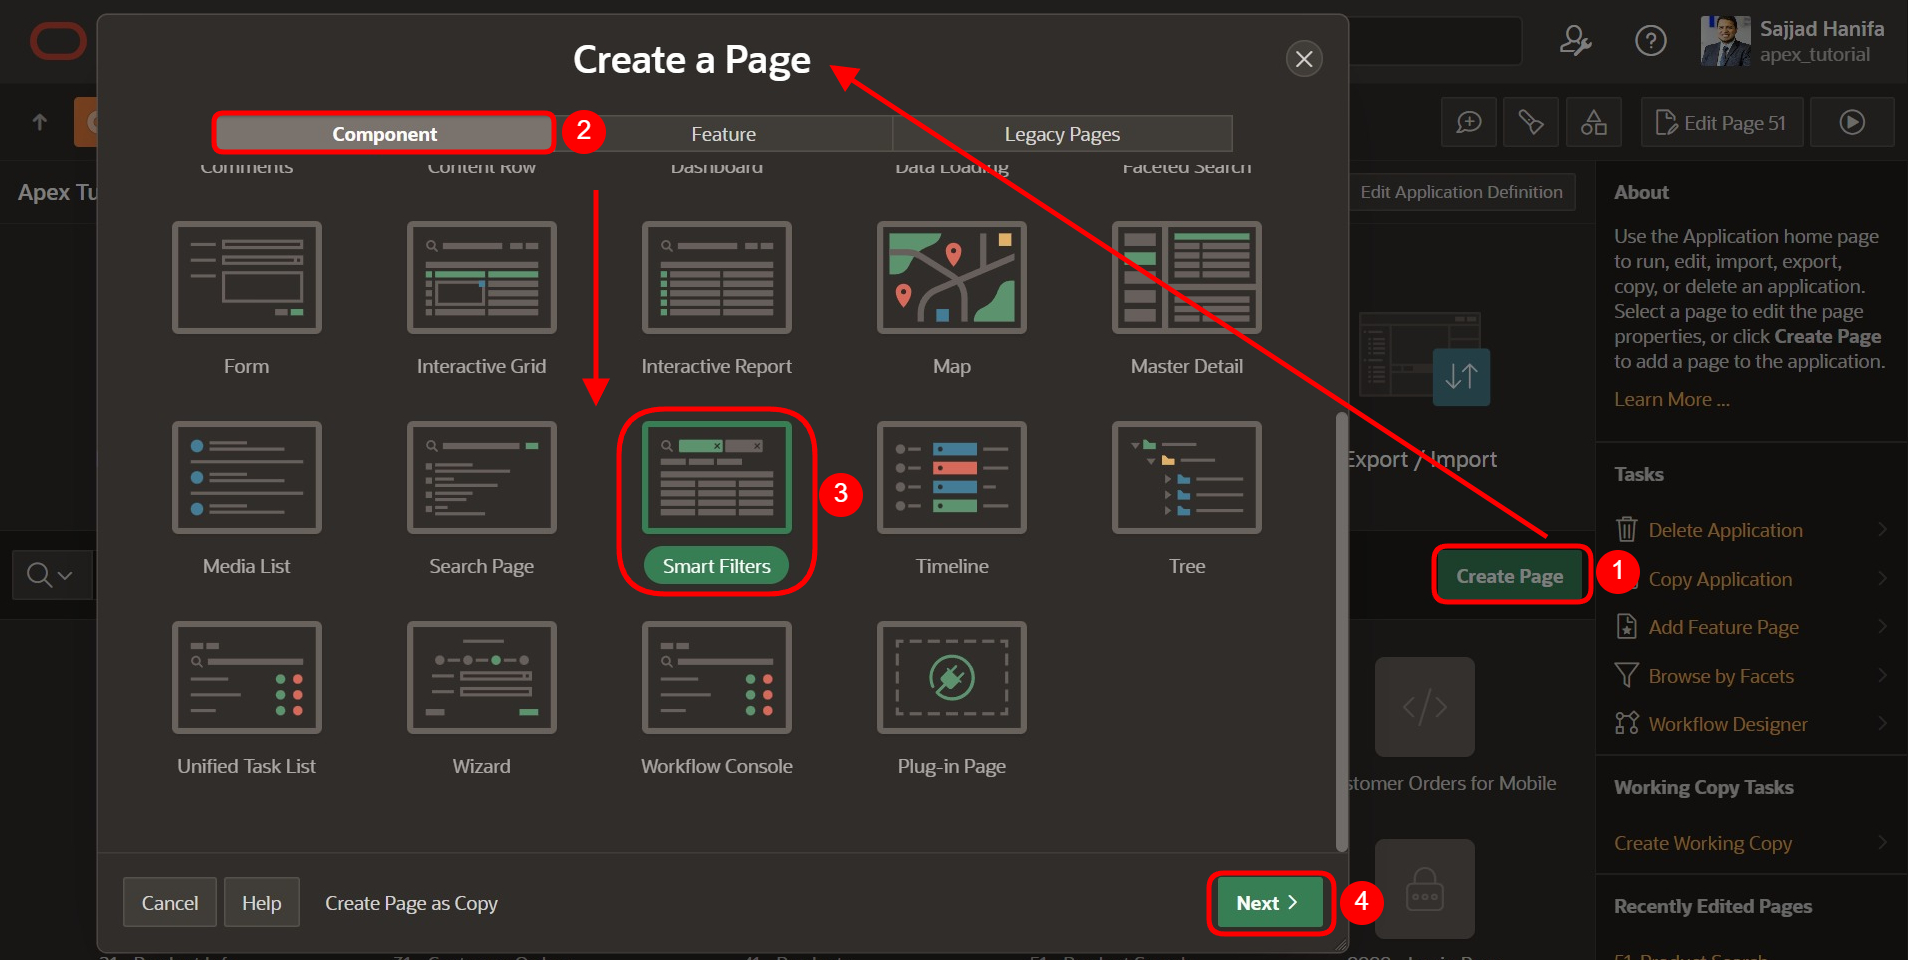 Create a Page
Sajjad Hanifa
apex_tutorial
Component
2
Feature
Legacy Pages
Edit Page 51
Comments
Content Row
Dashboard
Data Loading
Faceted Search
Apex Tu
Edit Application Definition
About
Use the Application home page
to run, edit, import, export,
copy, or delete an application.
Select a page to edit the page
properties, or click Create Page
to add a page to the application.
Learn More ...
Form
Interactive Grid
Interactive Report
Map
Master Detail
Export / Import
Tasks
3
Delete Application
Media List
Search Page
Smart Filters
Timeline
Tree
Create Page
1
Copy Application
Add Feature Page
Browse by Facets
Workflow Designer
Unified Task List
Wizard
Workflow Console
Plug-in Page
stomer Orders for Mobile
Working Copy Tasks
Create Working Copy
Cancel
Help
Create Page as Copy
Next
4
Recently Edited Pages